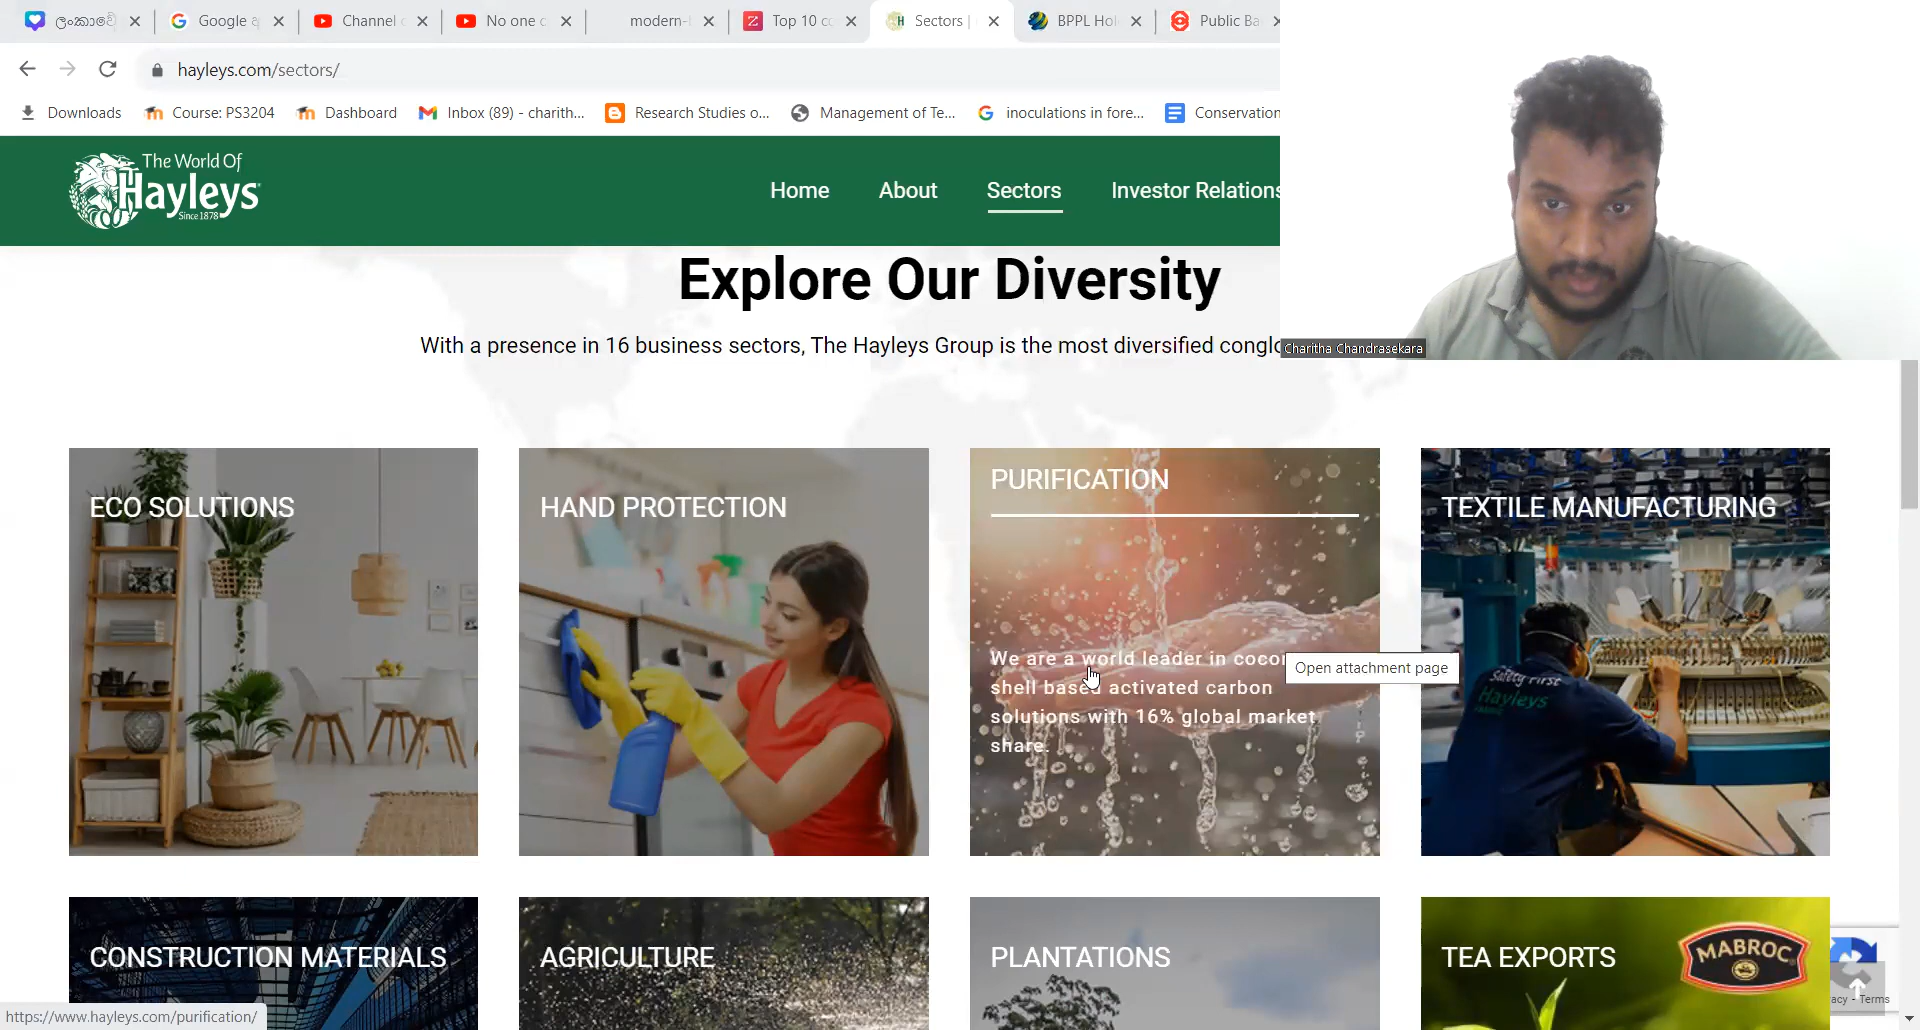 ලංකාවේ
Google
Channel
No one c
modern-
Top 10 co
Sectors |
BPPL Hol
Public Ba
hayleys.com/sectors/
Downloads
Course: PS3204
Dashboard
Inbox (89) - charith...
Research Studies o...
Management of Te...
inoculations in fore...
Conservation
The World Of
Hayleys
Since 1878
Home
About
Sectors
Investor Relations
Explore Our Diversity
With a presence in 16 business sectors, The Hayleys Group is the most diversified conglo
Charitha Chandrasekara
ECO SOLUTIONS
HAND PROTECTION
PURIFICATION
TEXTILE MANUFACTURING
We are a world leader in cocon
shell based activated carbon
solutions with 16% global market
share.
Open attachment page
Safety First
Hayleys
CONSTRUCTION MATERIALS
AGRICULTURE
PLANTATIONS
TEA EXPORTS
MABROC
acy - Terms
https://www.hayleys.com/purification/